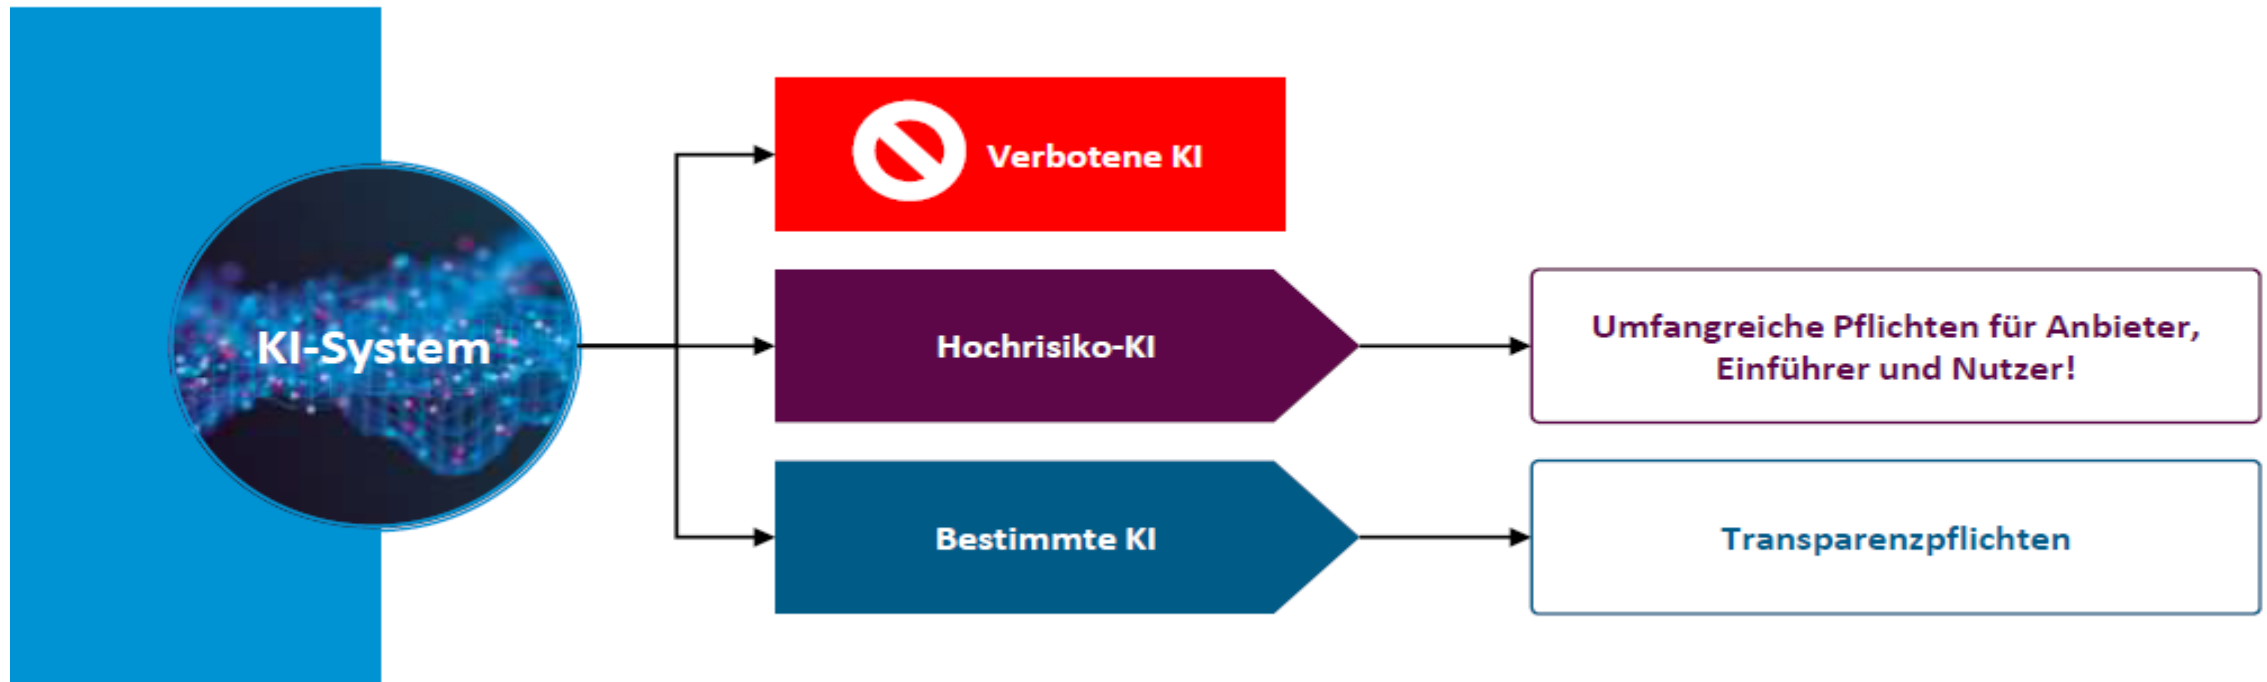 KI-System
Verbotene KI
Hochrisiko-KI
Umfangreiche Pflichten für Anbieter,
Einführer und Nutzer!
Bestimmte KI
Transparenzpflichten